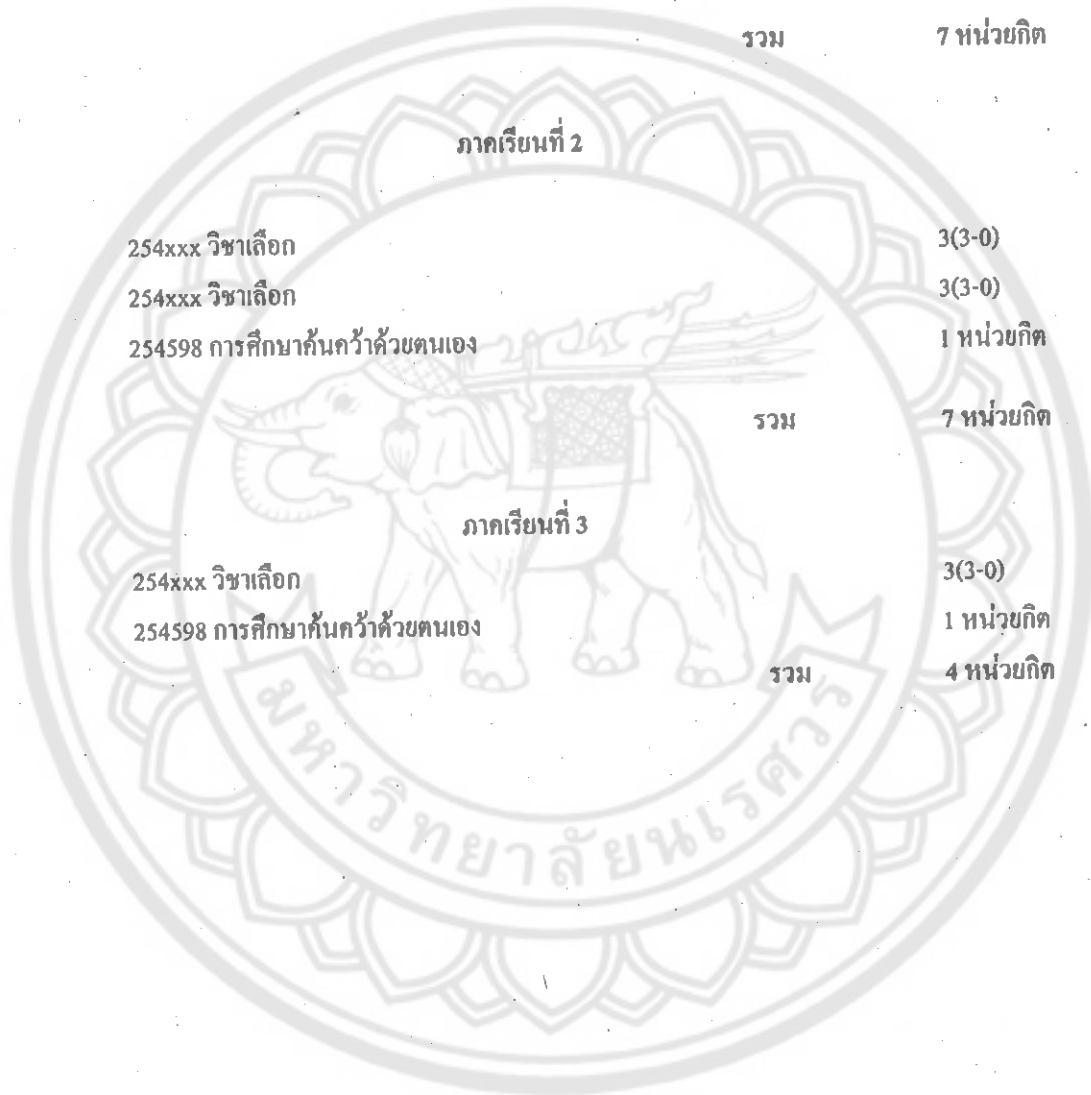 รวม 7 หน่วยกิต
ภาคเรียนที่ 2
254xxx วิชาเลือก 3(3-0)
254xxx วิชาเลือก 3(3-0)
254598 การศึกษาค้นคว้าด้วยตนเอง 1 หน่วยกิต
รวม 7 หน่วยกิต
ภาคเรียนที่ 3
254xxx วิชาเลือก 3(3-0)
254598 การศึกษาค้นคว้าด้วยตนเอง 1 หน่วยกิต
รวม 4 หน่วยกิต
มหาวิทยาลัยนเรศวร